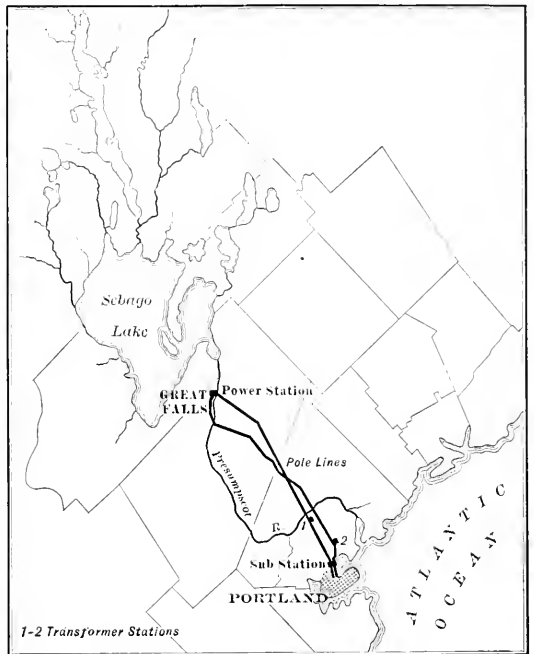 Sebago
Lake
GREAT
FALLS
Power Station
Pole Lines
Presumpscot
R.
1
2
Sub Station
PORTLAND
ATLANTIC
OCEAN
1-2 Transformer Stations